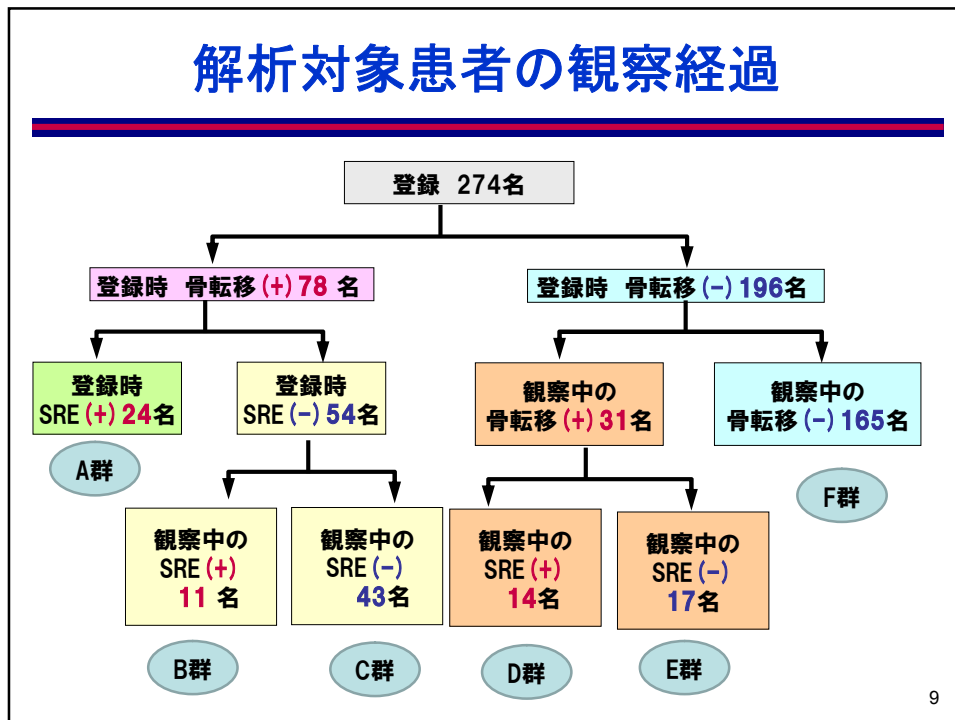 解析対象患者の観察経過
登録 274名
登録時 骨転移(+)78 名
登録時 骨転移(-)196名
登録時
SRE(+)24名
登録時
SRE(-)54名
観察中の
骨転移(+)31名
観察中の
骨転移(-)165名
A群
F群
観察中の
SRE(+)
11 名
観察中の
SRE(-)
43名
観察中の
SRE(+)
14名
観察中の
SRE(-)
17名
B群
C群
D群
E群
9